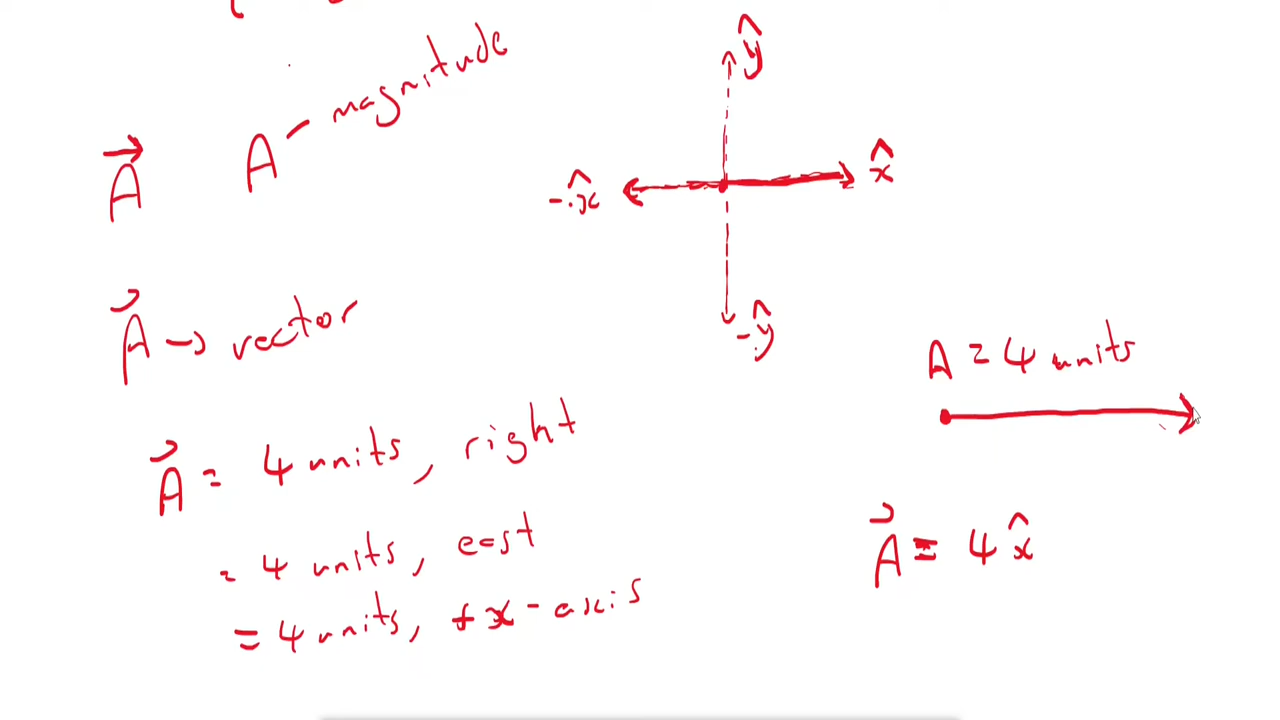 A⃗ A – magnitude
ŷ
x̂
-x̂
-ŷ
A⃗ → vector
A = 4 units
A⃗ = 4 units, right
= 4 units, east
= 4 units, +x-axis
A⃗ = 4 x̂